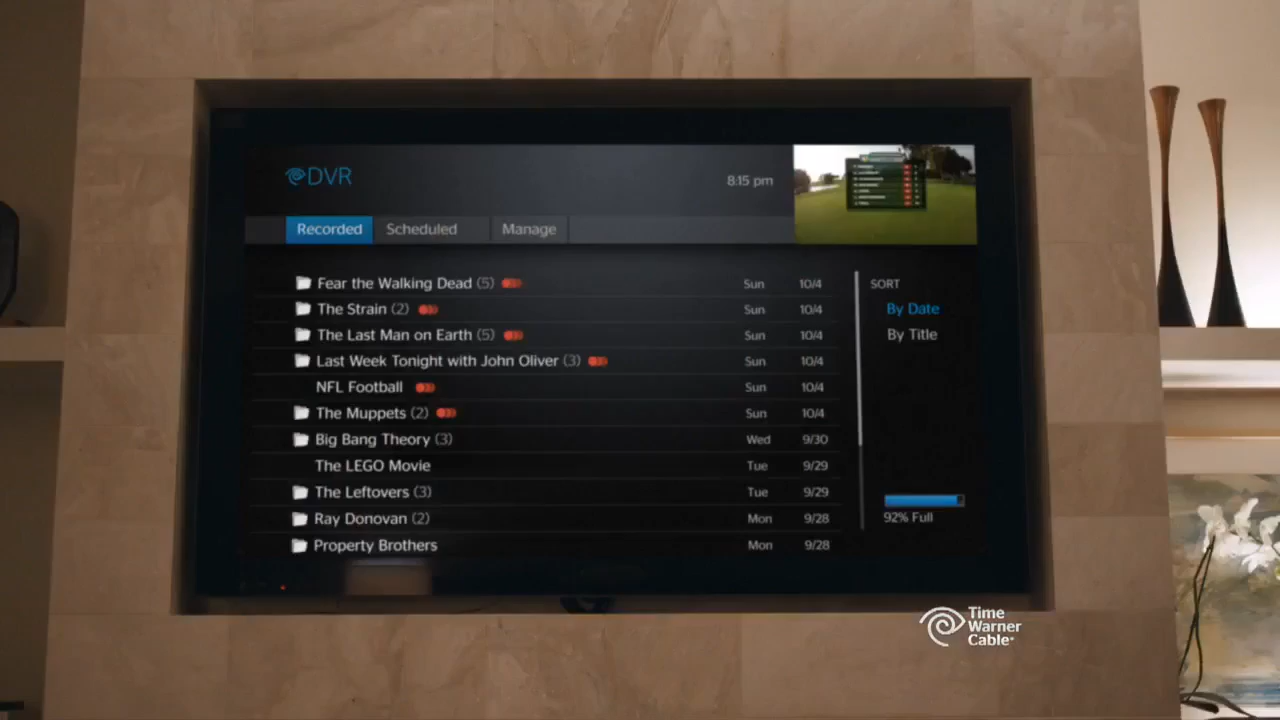 DVR
8:15 pm
Recorded Scheduled Manage
Fear the Walking Dead (5) Sun 10/4
The Strain (2) Sun 10/4
The Last Man on Earth (5) Sun 10/4
Last Week Tonight with John Oliver (3) Sun 10/4
NFL Football Sun 10/4
The Muppets (2) Sun 10/4
Big Bang Theory (3) Wed 9/30
The LEGO Movie Tue 9/29
The Leftovers (3) Tue 9/29
Ray Donovan (2) Mon 9/28
Property Brothers Mon 9/28
SORT
By Date
By Title
92% Full
Time
Warner
Cable